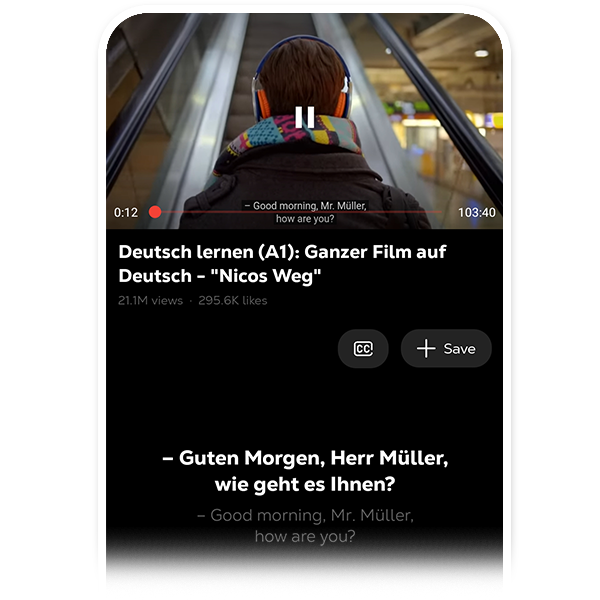 – Good morning, Mr. Müller,
how are you?
0:12
103:40
Deutsch lernen (A1): Ganzer Film auf
Deutsch - "Nicos Weg"
21.1M views · 295.6K likes
CC
Save
– Guten Morgen, Herr Müller,
wie geht es Ihnen?
– Good morning, Mr. Müller,
how are you?